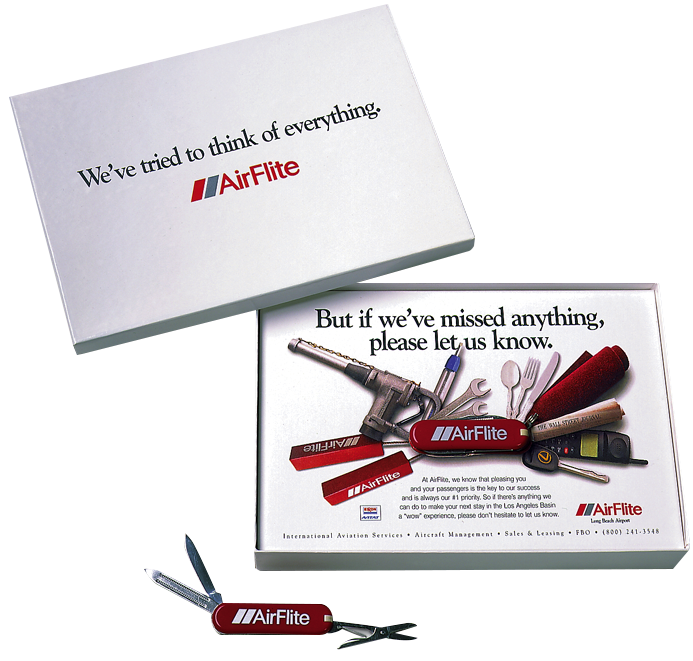 We've tried to think of everything.
AirFlite
But if we've missed anything,
please let us know.
AirFlite
THE WALL STREET JOURNAL
AirFlite
AirFlite
At AirFlite, we know that pleasing you
and your passengers is the key to our success
and is always our #1 priority. So if there's anything we
can do to make your next stay in the Los Angeles Basin
a "wow" experience, please don't hesitate to let us know.
EXXON
AVITAT
AirFlite
Long Beach Airport
International Aviation Services • Aircraft Management • Sales & Leasing • FBO • (800) 241-3548
AirFlite